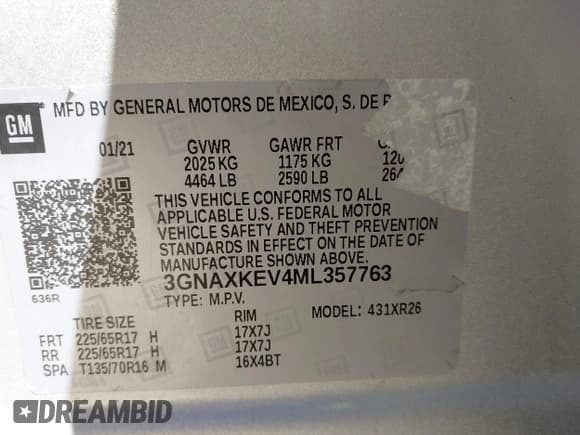 GM
MFD BY GENERAL MOTORS DE MEXICO, S. DE
01/21 GVWR GAWR FRT
2025 KG 1175 KG
4464 LB 2590 LB
THIS VEHICLE CONFORMS TO ALL
APPLICABLE U.S. FEDERAL MOTOR
VEHICLE SAFETY AND THEFT PREVENTION
STANDARDS IN EFFECT ON THE DATE OF
MANUFACTURE SHOWN ABOVE.
3GNAXKEV4ML357763
636R
TYPE: M.P.V. MODEL: 431XR26
TIRE SIZE RIM
FRT 225/65R17 H 17X7J
RR 225/65R17 H 17X7J
SPA T135/70R16 M 16X4BT
DREAMBID